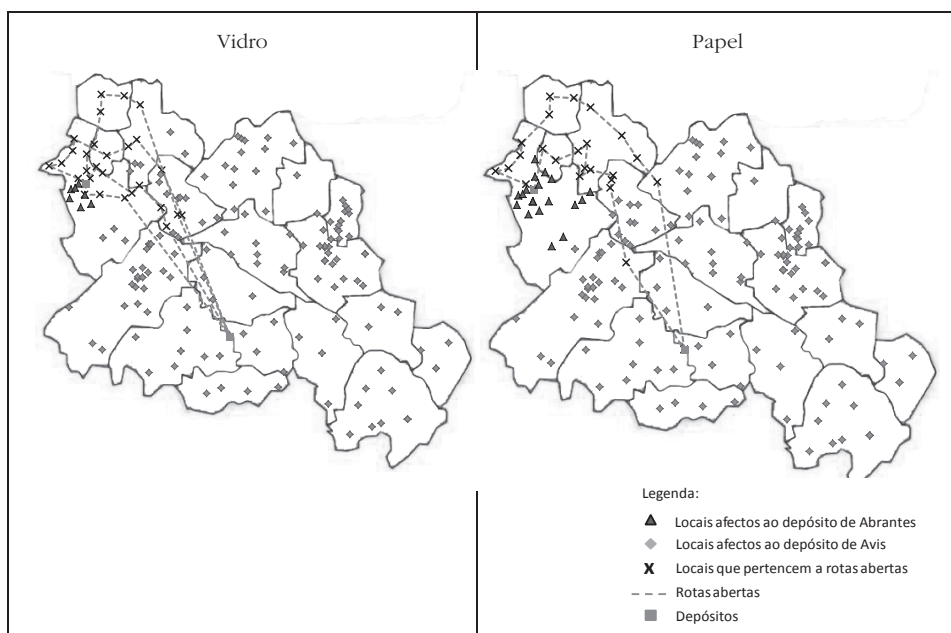 Vidro
Papel
Legenda:
Locais afectos ao depósito de Abrantes
Locais afectos ao depósito de Avis
Locais que pertencem a rotas abertas
Rotas abertas
Depósitos